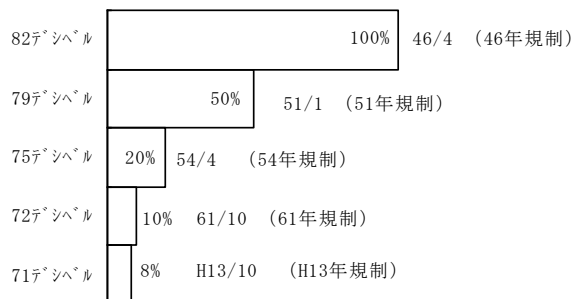 82ﾃﾞｼﾍﾞﾙ 100% 46/4 （46年規制）
79ﾃﾞｼﾍﾞﾙ 50% 51/1 （51年規制）
75ﾃﾞｼﾍﾞﾙ 20% 54/4 （54年規制）
72ﾃﾞｼﾍﾞﾙ 10% 61/10 （61年規制）
71ﾃﾞｼﾍﾞﾙ 8% H13/10 （H13年規制）